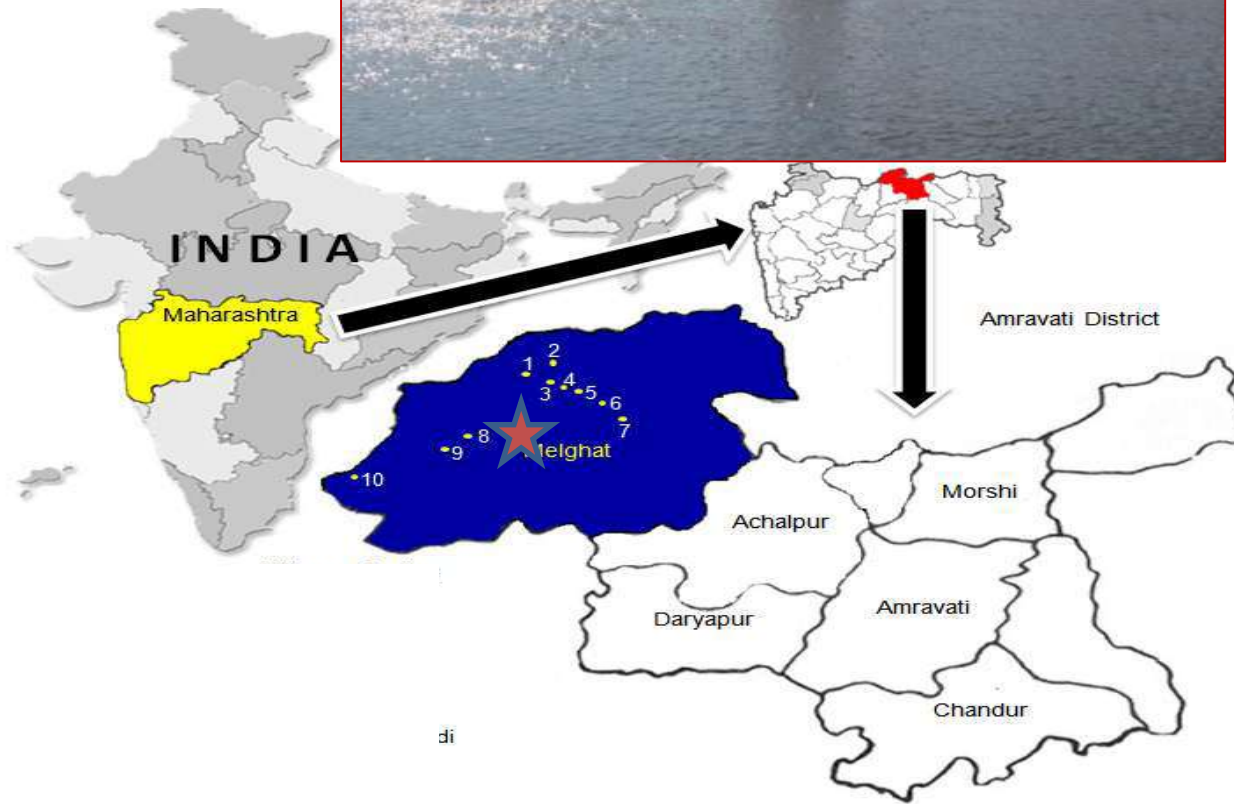 INDIA
Maharashtra
Amravati District
1
2
3
4
5
6
7
8
9
10
Melghat
Achalpur
Morshi
Daryapur
Amravati
Chandur
di